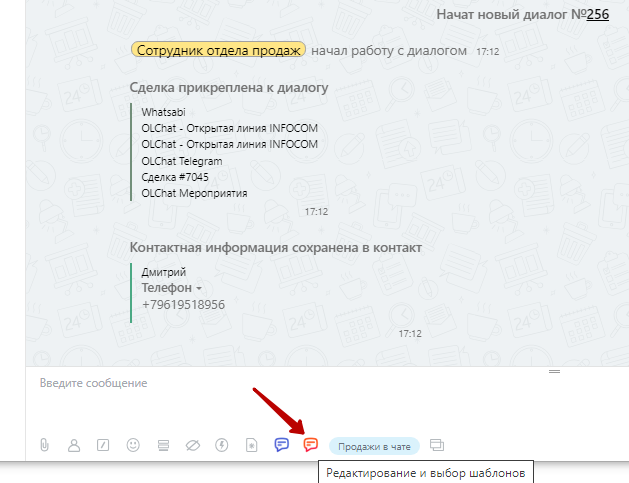 Начат новый диалог №256
Сотрудник отдела продаж начал работу с диалогом 17:12
Сделка прикреплена к диалогу
Whatsabi
OLChat - Открытая линия INFOCOM
OLChat - Открытая линия INFOCOM
OLChat Telegram
Сделка #7045
OLChat Мероприятия
17:12
Контактная информация сохранена в контакт
Дмитрий
Телефон
+79619518956
17:12
Введите сообщение
Продажи в чате
Редактирование и выбор шаблонов